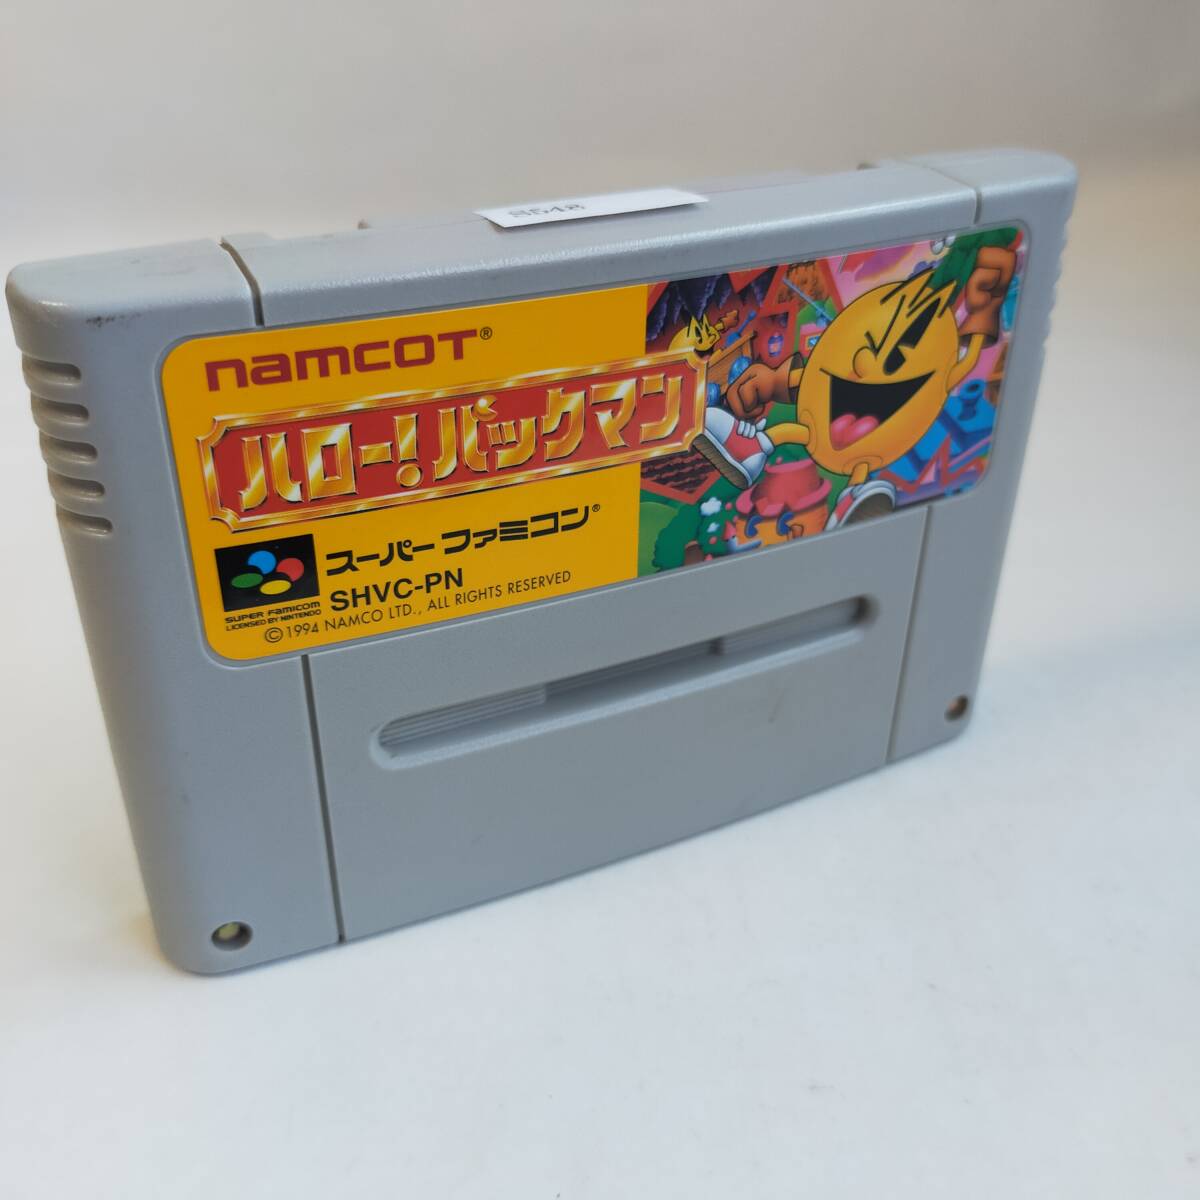 S548
namcoT®
ハロー!パックマン
スーパーファミコン®
SUPER FAMICOM
LICENSED BY NINTENDO
SHVC-PN
©1994 NAMCO LTD., ALL RIGHTS RESERVED